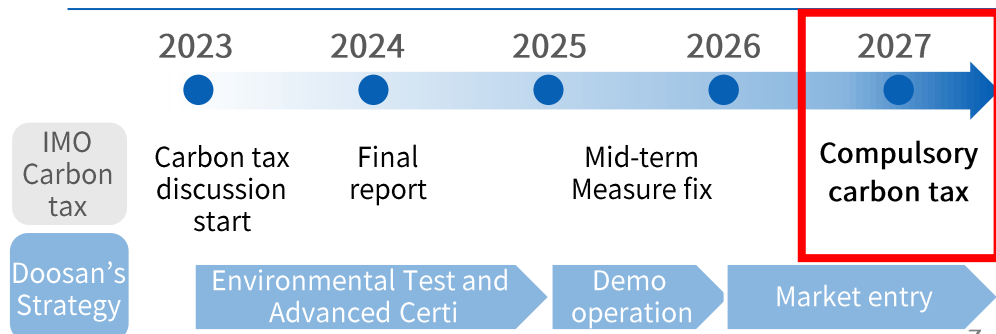 2023 2024 2025 2026 2027
IMO
Carbon
tax
Carbon tax
discussion
start
Final
report
Mid-term
Measure fix
Compulsory
carbon tax
Doosan's
Strategy
Environmental Test and
Advanced Certi
Demo
operation
Market entry